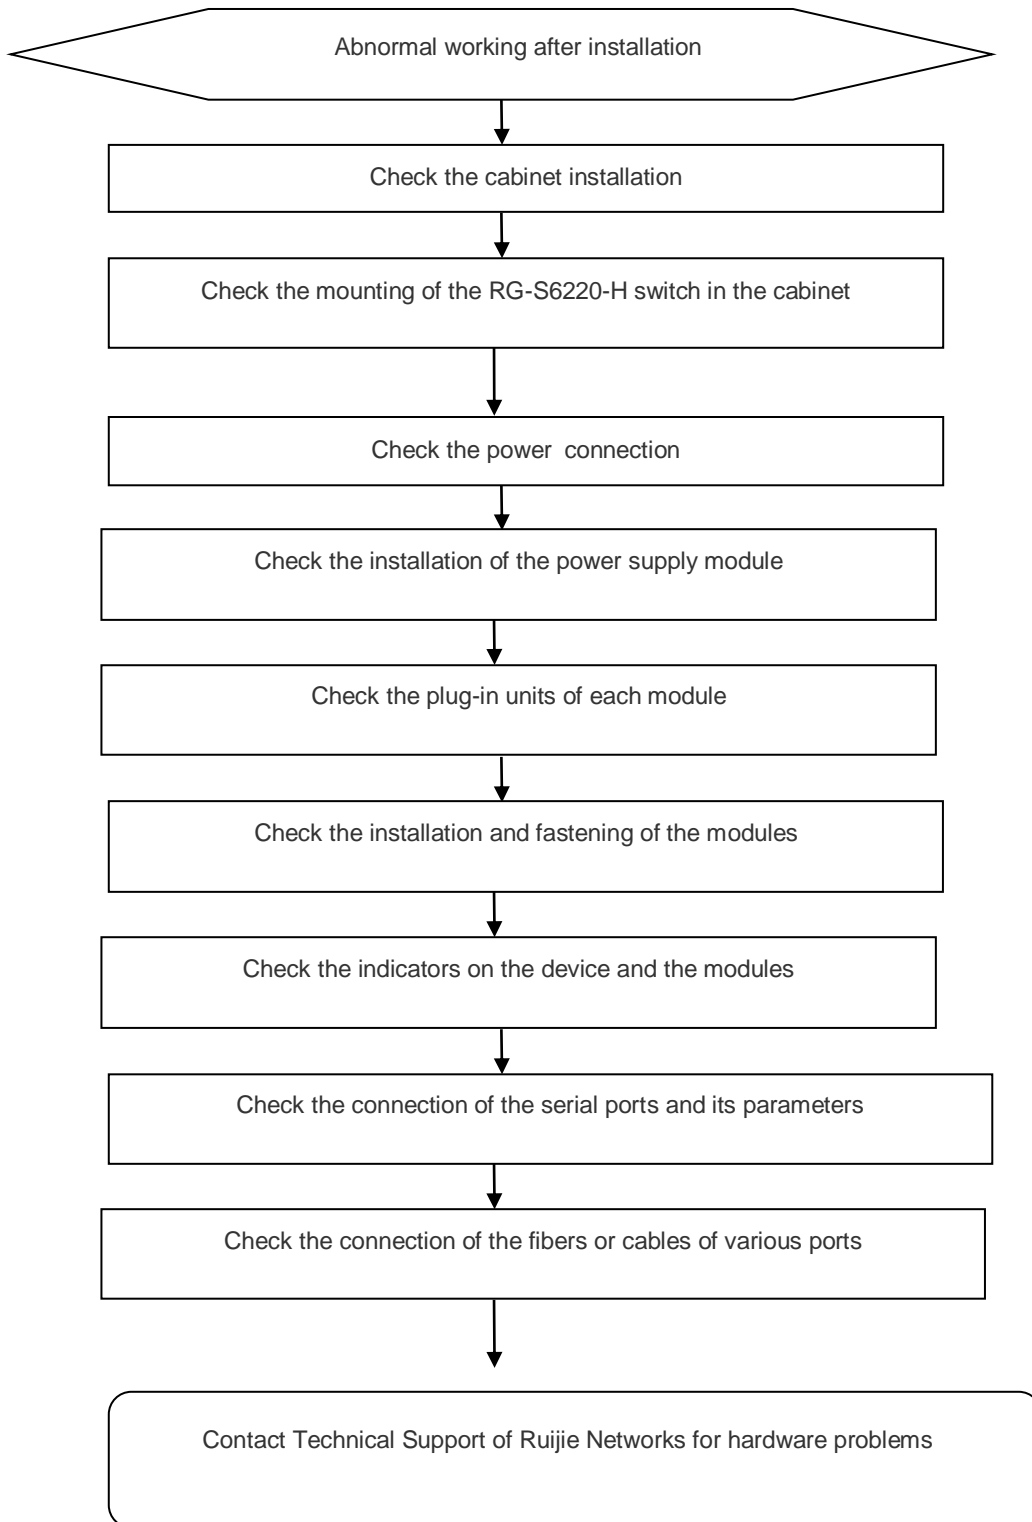 Abnormal working after installation
Check the cabinet installation
Check the mounting of the RG-S6220-H switch in the cabinet
Check the power  connection
Check the installation of the power supply module
Check the plug-in units of each module
Check the installation and fastening of the modules
Check the indicators on the device and the modules
Check the connection of the serial ports and its parameters
Check the connection of the fibers or cables of various ports
Contact Technical Support of Ruijie Networks for hardware problems